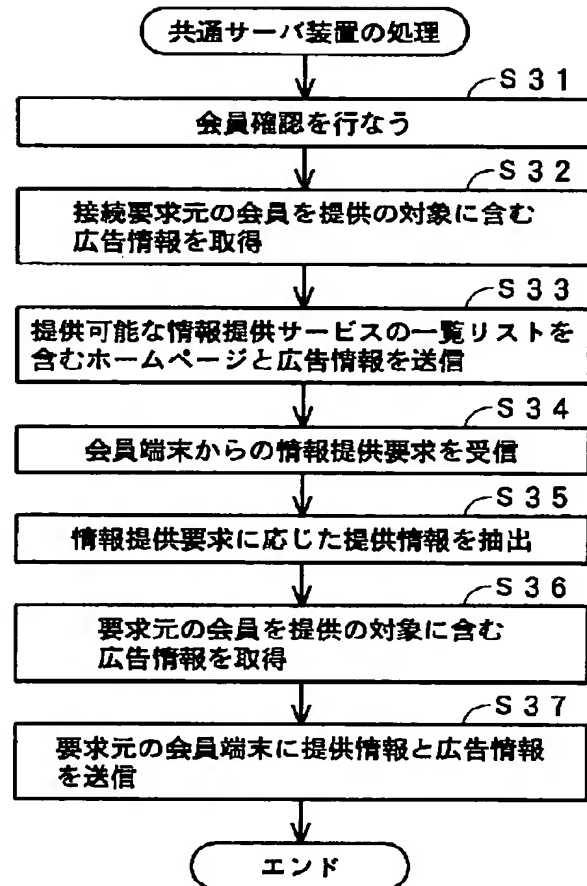 共通サーバ装置の処理
S31
会員確認を行なう
S32
接続要求元の会員を提供の対象に含む
広告情報を取得
S33
提供可能な情報提供サービスの一覧リストを
含むホームページと広告情報を送信
S34
会員端末からの情報提供要求を受信
S35
情報提供要求に応じた提供情報を抽出
S36
要求元の会員を提供の対象に含む
広告情報を取得
S37
要求元の会員端末に提供情報と広告情報
を送信
エンド